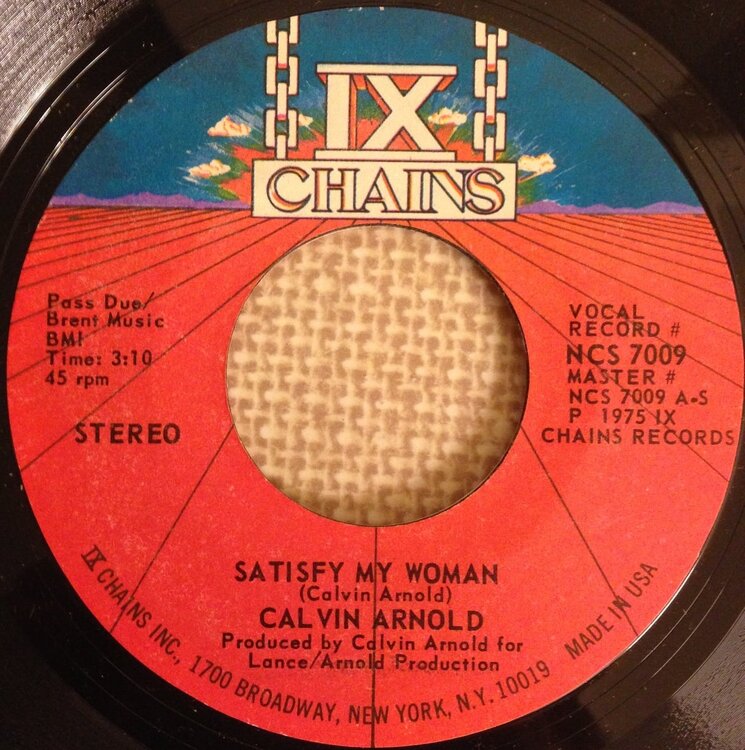 IX
CHAINS
Pass Due/
Brent Music
BMI
Time: 3:10
45 rpm
STEREO
VOCAL
RECORD #
NCS 7009
MASTER #
NCS 7009 A-S
P 1975 IX
CHAINS RECORDS
SATISFY MY WOMAN
(Calvin Arnold)
CALVIN ARNOLD
Produced by Calvin Arnold for
Lance/Arnold Production
IX CHAINS INC., 1700 BROADWAY, NEW YORK, N.Y. 10019 MADE IN USA